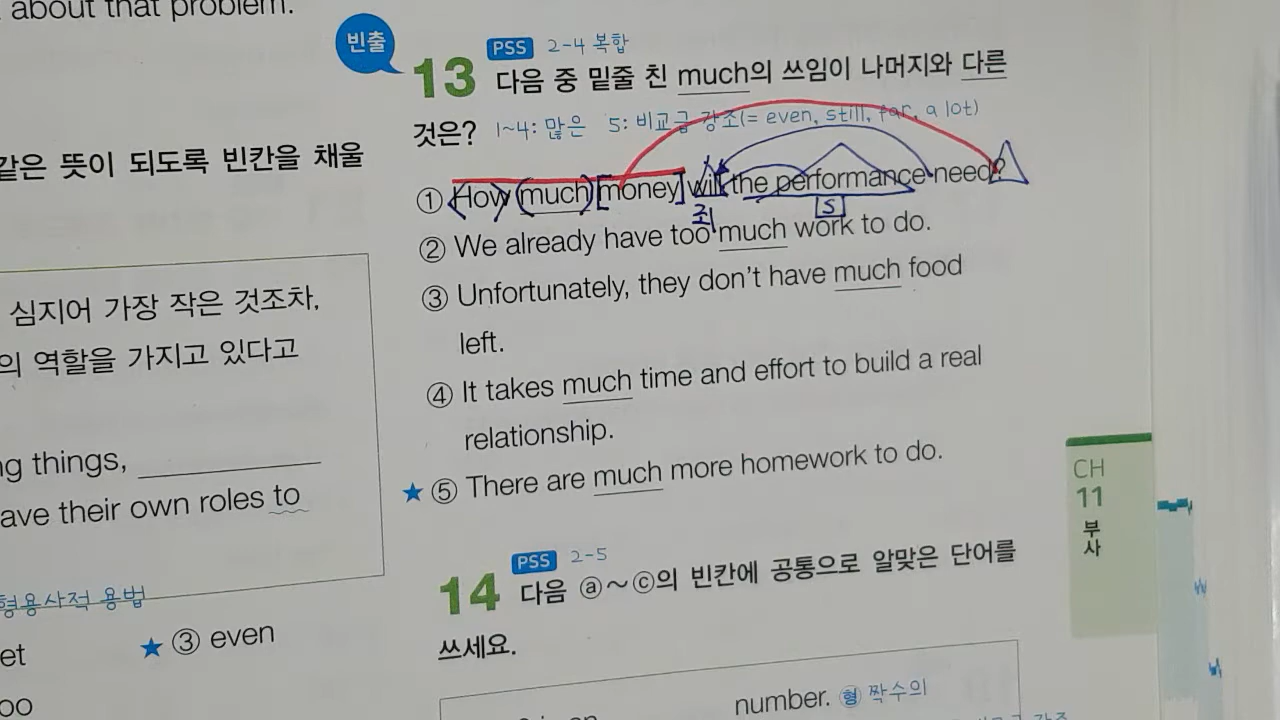 about that problem.
같은 뜻이 되도록 빈칸을 채울
심지어 가장 작은 것조차,
의 역할을 가지고 있다고
ng things,
ave their own roles to
형용사적 용법
et ★ ③ even
oo
빈출
PSS 2-4 복합
13 다음 중 밑줄 친 much의 쓰임이 나머지와 다른
것은? 1~4: 많은 5: 비교급 강조(= even, still, far, a lot)
① How much money will the performance need?
조 S
② We already have too much work to do.
③ Unfortunately, they don't have much food
left.
④ It takes much time and effort to build a real
relationship.
★ ⑤ There are much more homework to do.
PSS 2-5
14 다음 ⓐ~ⓒ의 빈칸에 공통으로 알맞은 단어를
쓰세요.
number. 형 짝수의
CH
11
부사